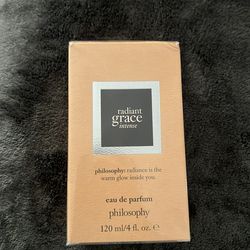 radiant
grace
intense
philosophy: radiance is the
warm glow inside you.
eau de parfum
philosophy
120 ml/4 fl. oz. e